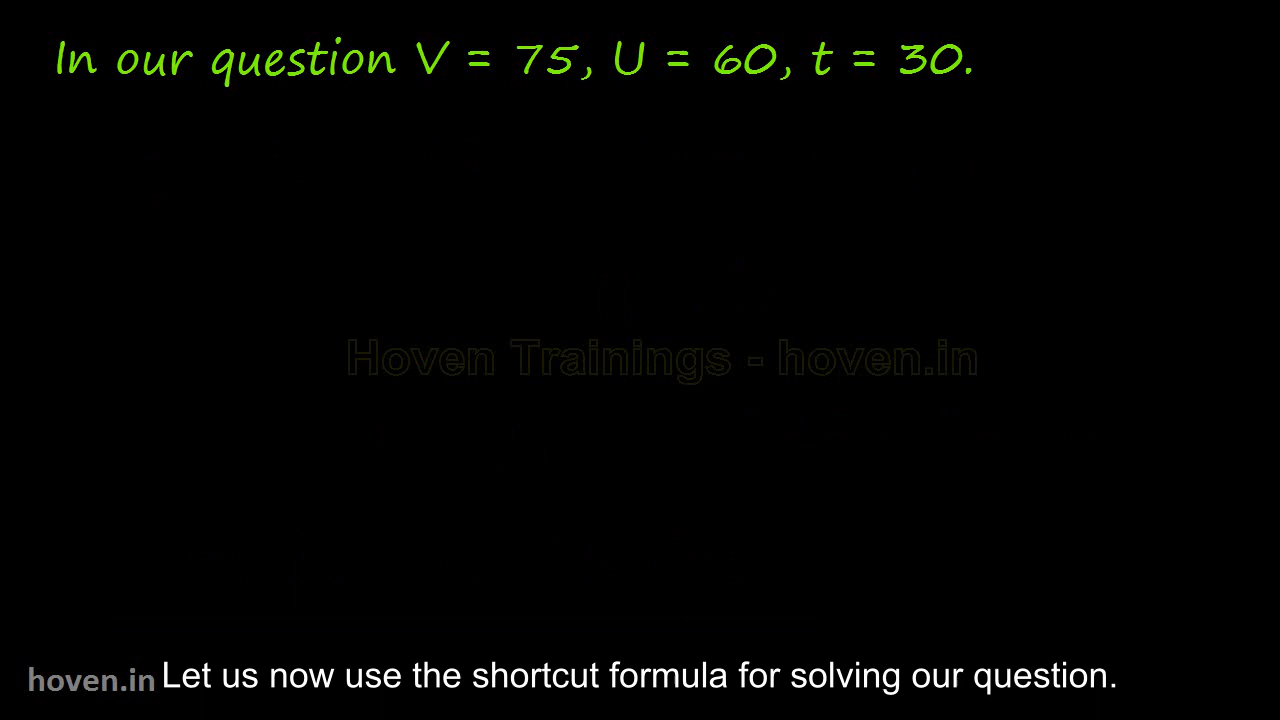 In our question V = 75, U = 60, t = 30.
Hoven Trainings - hoven.in
hoven.in Let us now use the shortcut formula for solving our question.